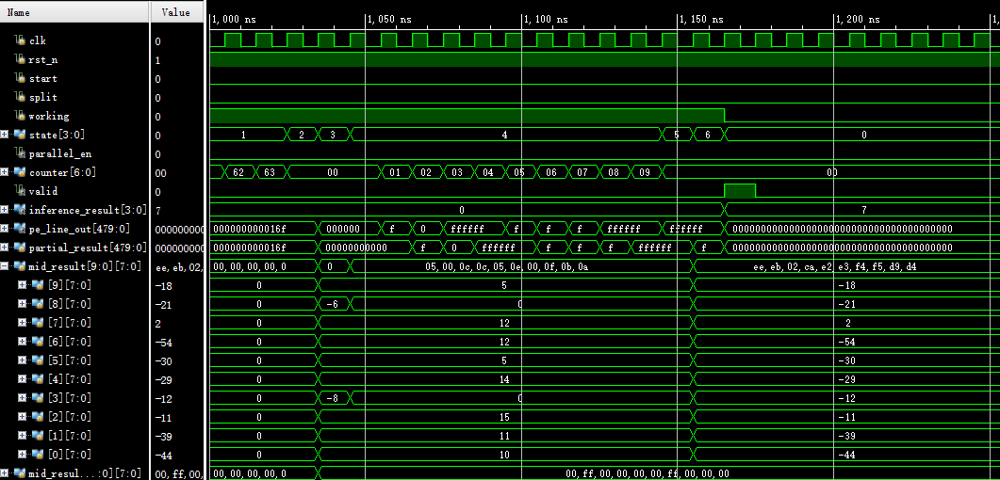 Name Value 1,000 ns 1,050 ns 1,100 ns 1,150 ns 1,200 ns 1,
clk 0
rst_n 1
start 0
split 0
working 0
state[3:0] 0 1 2 3 4 5 6 0
parallel_en 0
counter[6:0] 00 62 63 00 01 02 03 04 05 06 07 08 09 00
valid 0
inference_result[3:0] 7 0 7
pe_line_out[479:0] 000000000 000000000016f 000000 f 0 ffffff f f f ffffff ffffff 00000000000000000000000000000000000
partial_result[479:0] 000000000 000000000016f 00000000000 f 0 ffffff f f f ffffff f 00000000000000000000000000000000000
mid_result[9:0][7:0] ee, eb, 02, 00, 00, 00, 00, 0 0 05, 00, 0c, 0c, 05, 0e, 00, 0f, 0b, 0a ee, eb, 02, ca, e2, e3, f4, f5, d9, d4
[9][7:0] -18 0 5 -18
[8][7:0] -21 0 -6 0 -21
[7][7:0] 2 0 12 2
[6][7:0] -54 0 12 -54
[5][7:0] -30 0 5 -30
[4][7:0] -29 0 14 -29
[3][7:0] -12 0 -8 0 -12
[2][7:0] -11 0 15 -11
[1][7:0] -39 0 11 -39
[0][7:0] -44 0 10 -44
mid_resul...:0][7:0] 00, ff, 00, 00, 00, 00, 00, 0 00, ff, 00, 00, 00, 00, ff, 00, 00, 00